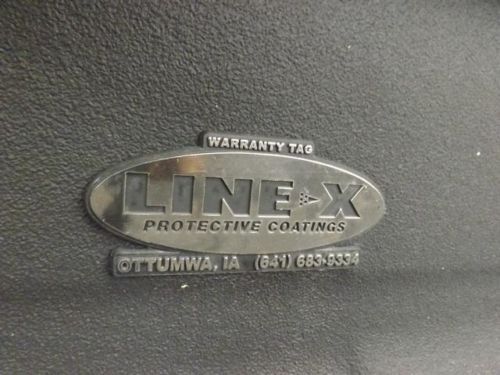 WARRANTY TAG
LINE-X
PROTECTIVE COATINGS
OTTUMWA, IA (641) 683-9334